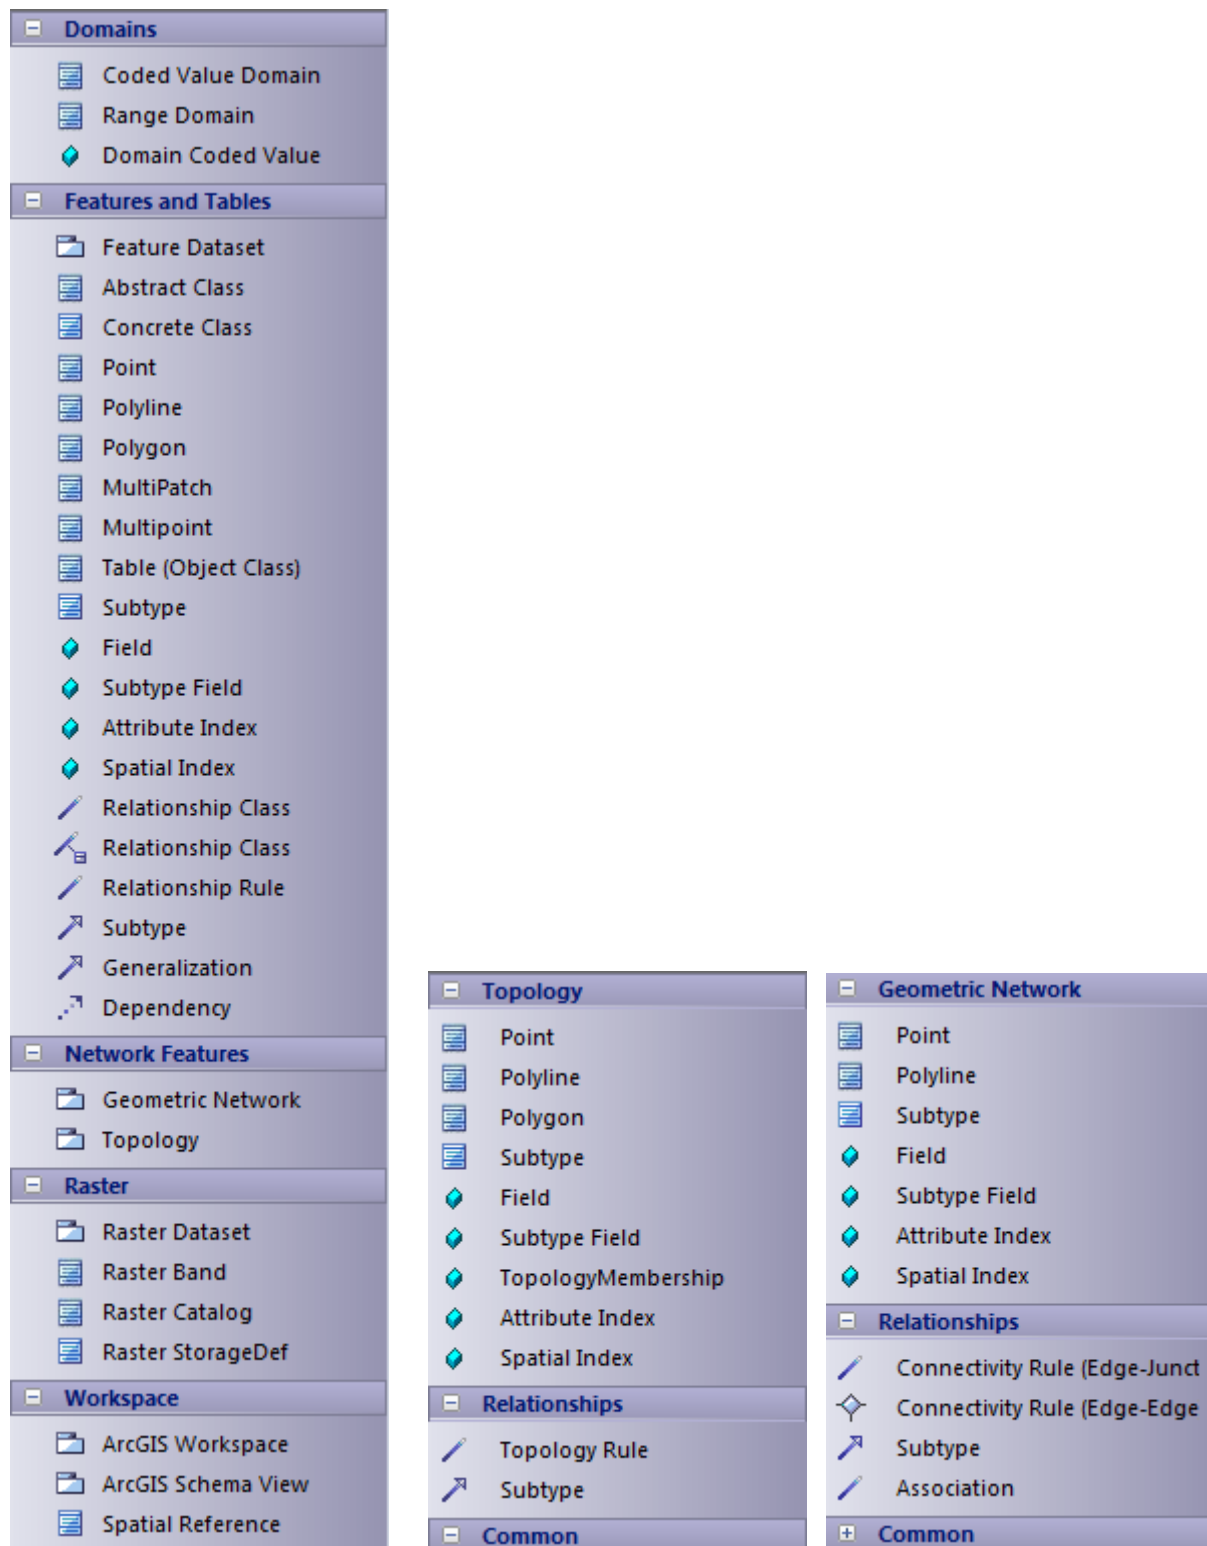 Domains
Coded Value Domain
Range Domain
Domain Coded Value
Features and Tables
Feature Dataset
Abstract Class
Concrete Class
Point
Polyline
Polygon
MultiPatch
Multipoint
Table (Object Class)
Subtype
Field
Subtype Field
Attribute Index
Spatial Index
Relationship Class
Relationship Class
Relationship Rule
Subtype
Generalization
Dependency
Network Features
Geometric Network
Topology
Raster
Raster Dataset
Raster Band
Raster Catalog
Raster StorageDef
Workspace
ArcGIS Workspace
ArcGIS Schema View
Spatial Reference
Topology
Point
Polyline
Polygon
Subtype
Field
Subtype Field
TopologyMembership
Attribute Index
Spatial Index
Relationships
Topology Rule
Subtype
Common
Geometric Network
Point
Polyline
Subtype
Field
Subtype Field
Attribute Index
Spatial Index
Relationships
Connectivity Rule (Edge-Junct
Connectivity Rule (Edge-Edge
Subtype
Association
Common